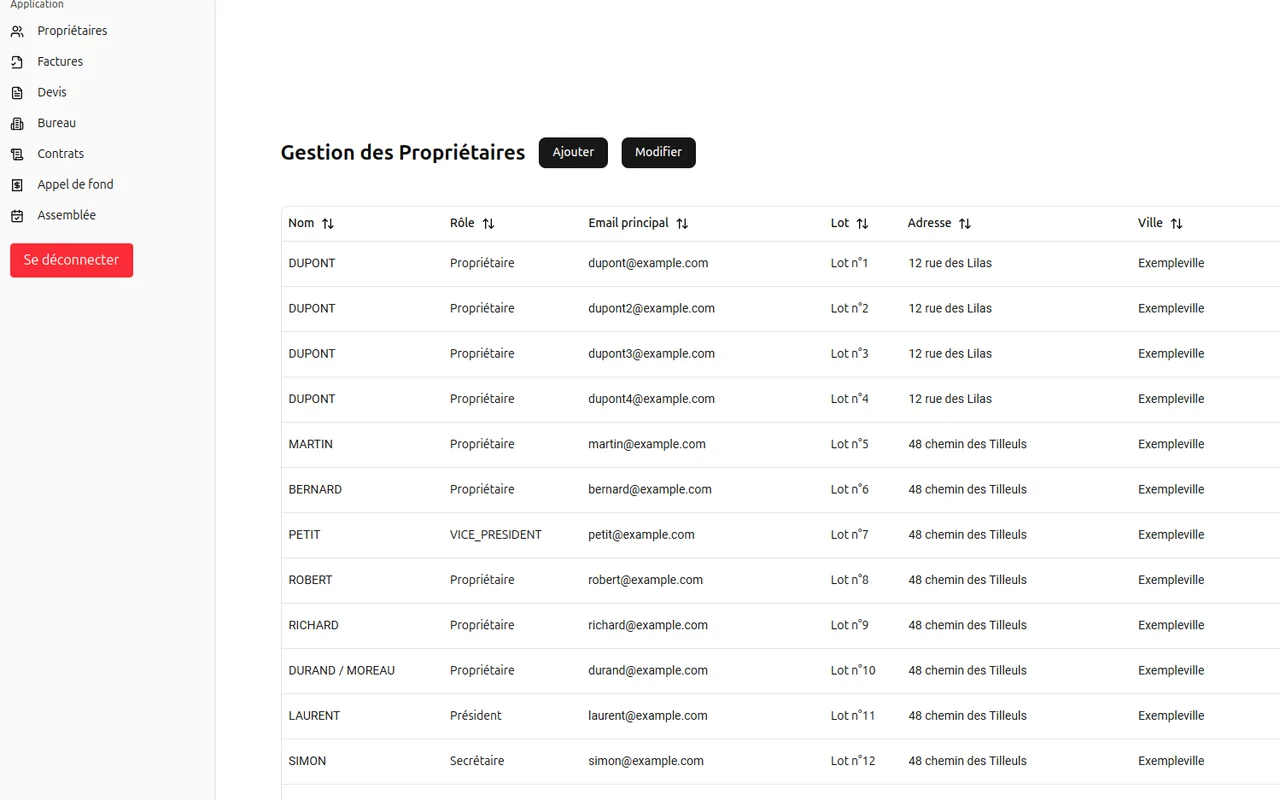 Application
Propriétaires
Factures
Devis
Bureau
Contrats
Appel de fond
Assemblée
Se déconnecter
Gestion des Propriétaires Ajouter Modifier
Nom Rôle Email principal Lot Adresse Ville
DUPONT Propriétaire dupont@example.com Lot n°1 12 rue des Lilas Exempleville
DUPONT Propriétaire dupont2@example.com Lot n°2 12 rue des Lilas Exempleville
DUPONT Propriétaire dupont3@example.com Lot n°3 12 rue des Lilas Exempleville
DUPONT Propriétaire dupont4@example.com Lot n°4 12 rue des Lilas Exempleville
MARTIN Propriétaire martin@example.com Lot n°5 48 chemin des Tilleuls Exempleville
BERNARD Propriétaire bernard@example.com Lot n°6 48 chemin des Tilleuls Exempleville
PETIT VICE_PRESIDENT petit@example.com Lot n°7 48 chemin des Tilleuls Exempleville
ROBERT Propriétaire robert@example.com Lot n°8 48 chemin des Tilleuls Exempleville
RICHARD Propriétaire richard@example.com Lot n°9 48 chemin des Tilleuls Exempleville
DURAND / MOREAU Propriétaire durand@example.com Lot n°10 48 chemin des Tilleuls Exempleville
LAURENT Président laurent@example.com Lot n°11 48 chemin des Tilleuls Exempleville
SIMON Secrétaire simon@example.com Lot n°12 48 chemin des Tilleuls Exempleville